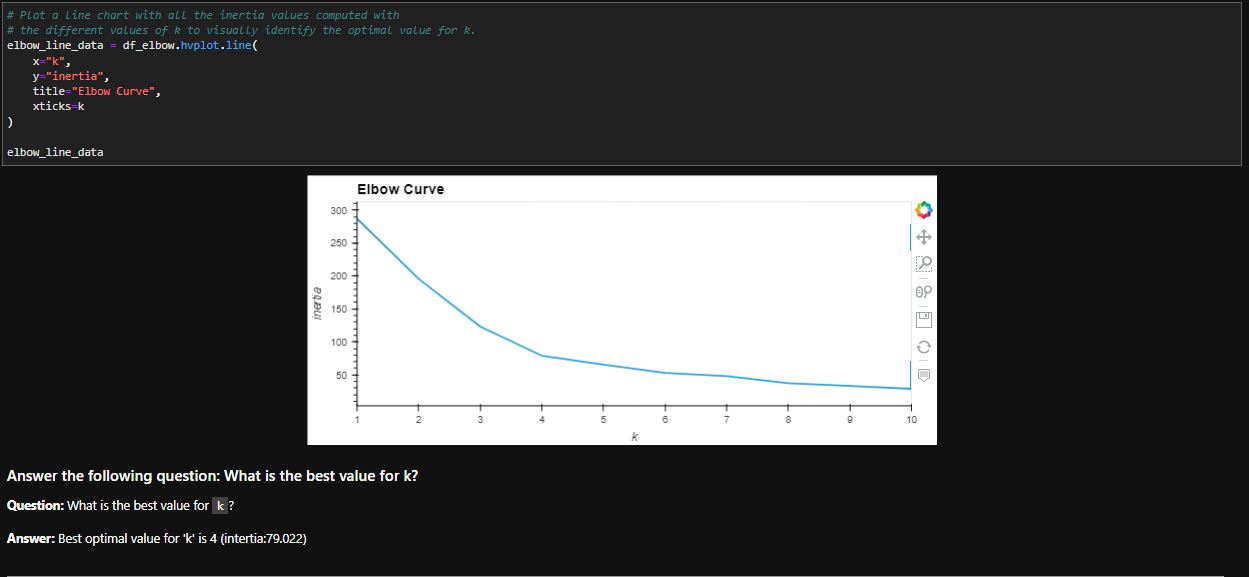 # Plot a line chart with all the inertia values computed with
# the different values of k to visually identify the optimal value for k.
elbow_line_data = df_elbow.hvplot.line(
    x="k",
    y="inertia",
    title="Elbow Curve",
    xticks=k
)
elbow_line_data
Elbow Curve
300
250
200
150
100
50
inertia
1 2 3 4 5 6 7 8 9 10
k
Answer the following question: What is the best value for k?
Question: What is the best value for k?
Answer: Best optimal value for 'k' is 4 (intertia:79.022)